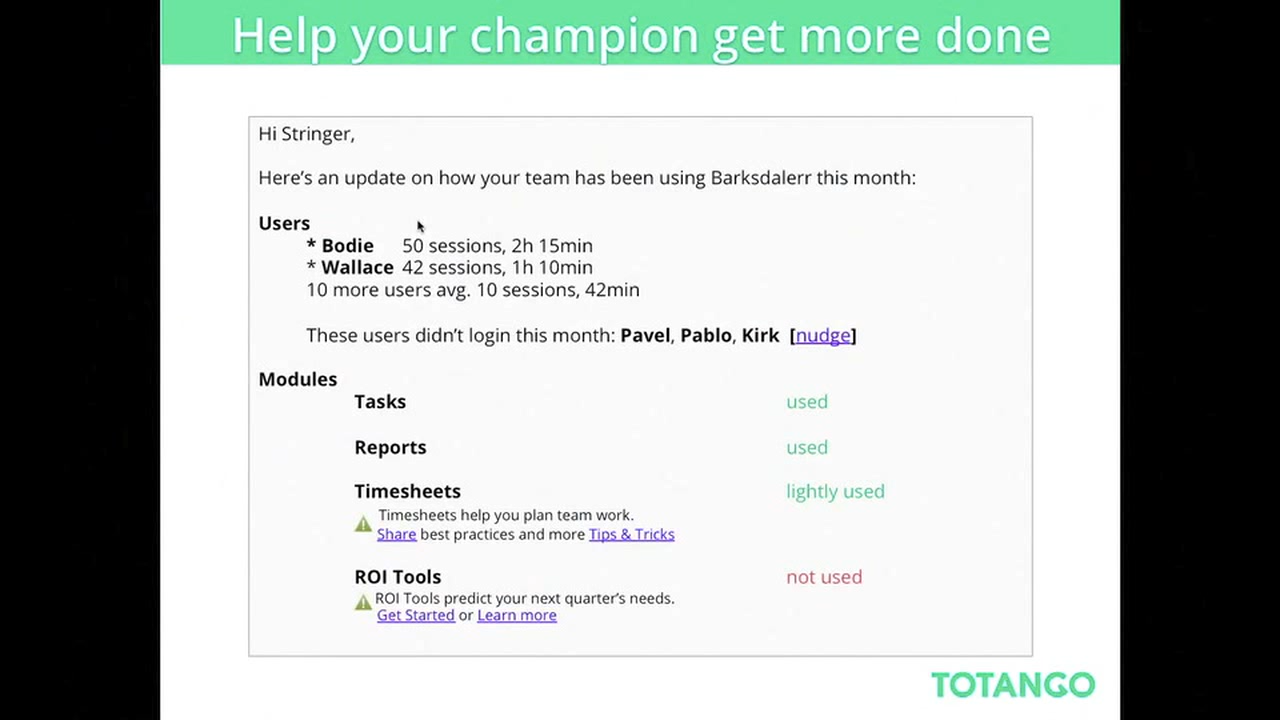 Help your champion get more done
Hi Stringer,
Here's an update on how your team has been using Barksdalerr this month:
Users
* Bodie 50 sessions, 2h 15min
* Wallace 42 sessions, 1h 10min
10 more users avg. 10 sessions, 42min
These users didn't login this month: Pavel, Pablo, Kirk [nudge]
Modules
Tasks used
Reports used
Timesheets lightly used
Timesheets help you plan team work.
Share best practices and more Tips & Tricks
ROI Tools not used
ROI Tools predict your next quarter's needs.
Get Started or Learn more
TOTANGO